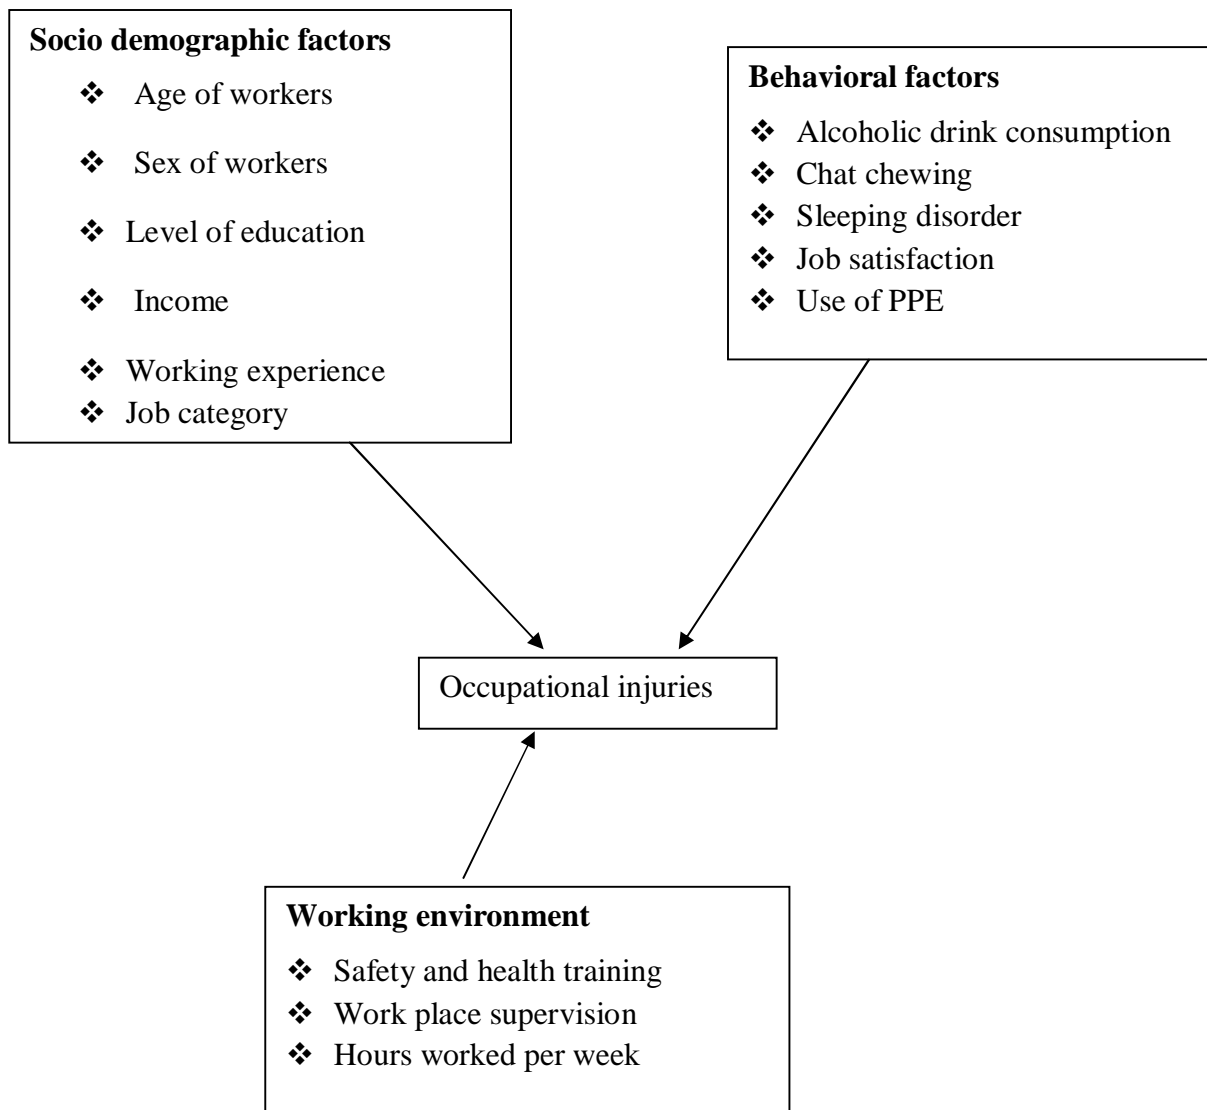 Socio demographic factors
❖ Age of workers
❖ Sex of workers
❖ Level of education
❖ Income
❖ Working experience
❖ Job category
Behavioral factors
❖ Alcoholic drink consumption
❖ Chat chewing
❖ Sleeping disorder
❖ Job satisfaction
❖ Use of PPE
Occupational injuries
Working environment
❖ Safety and health training
❖ Work place supervision
❖ Hours worked per week